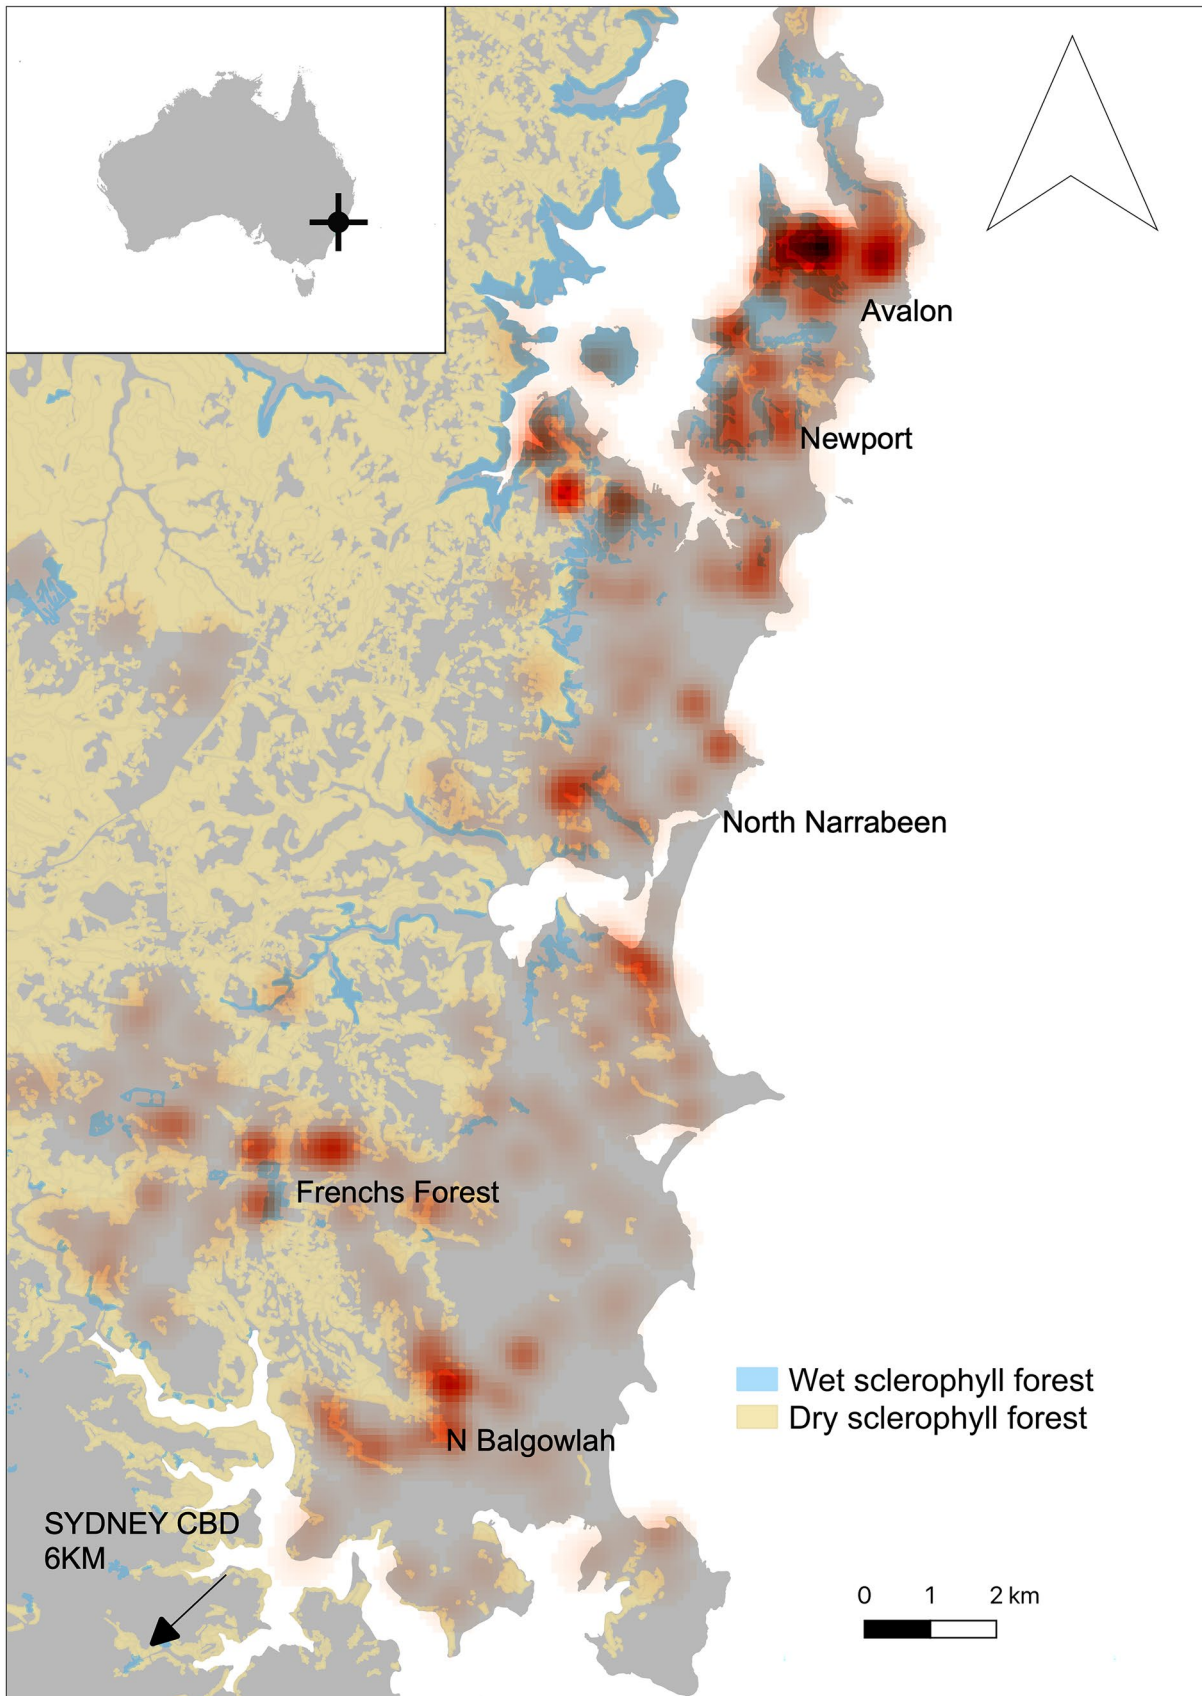 Avalon
Newport
North Narrabeen
Frenchs Forest
Wet sclerophyll forest
Dry sclerophyll forest
N Balgowlah
SYDNEY CBD
6KM
0 1 2 km